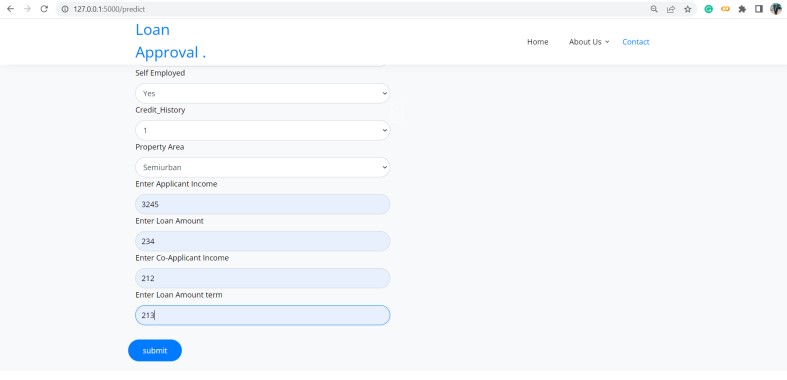 127.0.0.1:5000/predict
Loan
Approval .
Home About Us Contact
Self Employed
Yes
Credit_History
1
Property Area
Semiurban
Enter Applicant Income
3245
Enter Loan Amount
234
Enter Co-Applicant Income
212
Enter Loan Amount term
213
submit